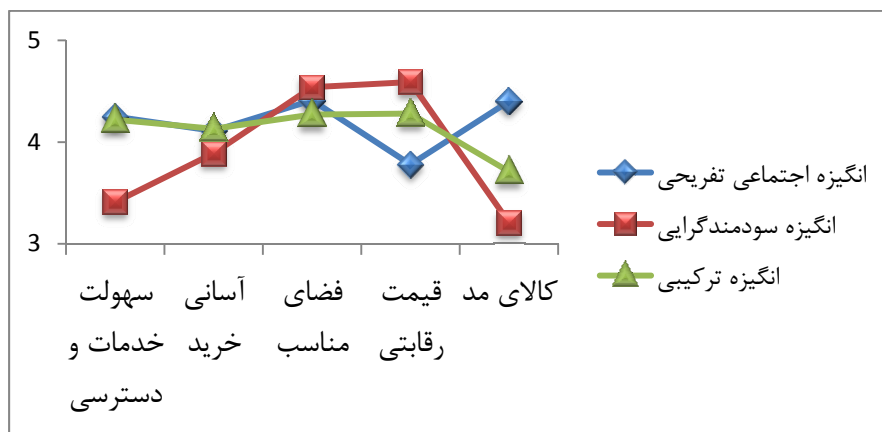 5
4
3
سهولت
خدمات و
دسترسی
آسانی
خرید
فضای
مناسب
قیمت
رقابتی
کالای مد
انگیزه اجتماعی تفریحی
انگیزه سودمندگرایی
انگیزه ترکیبی